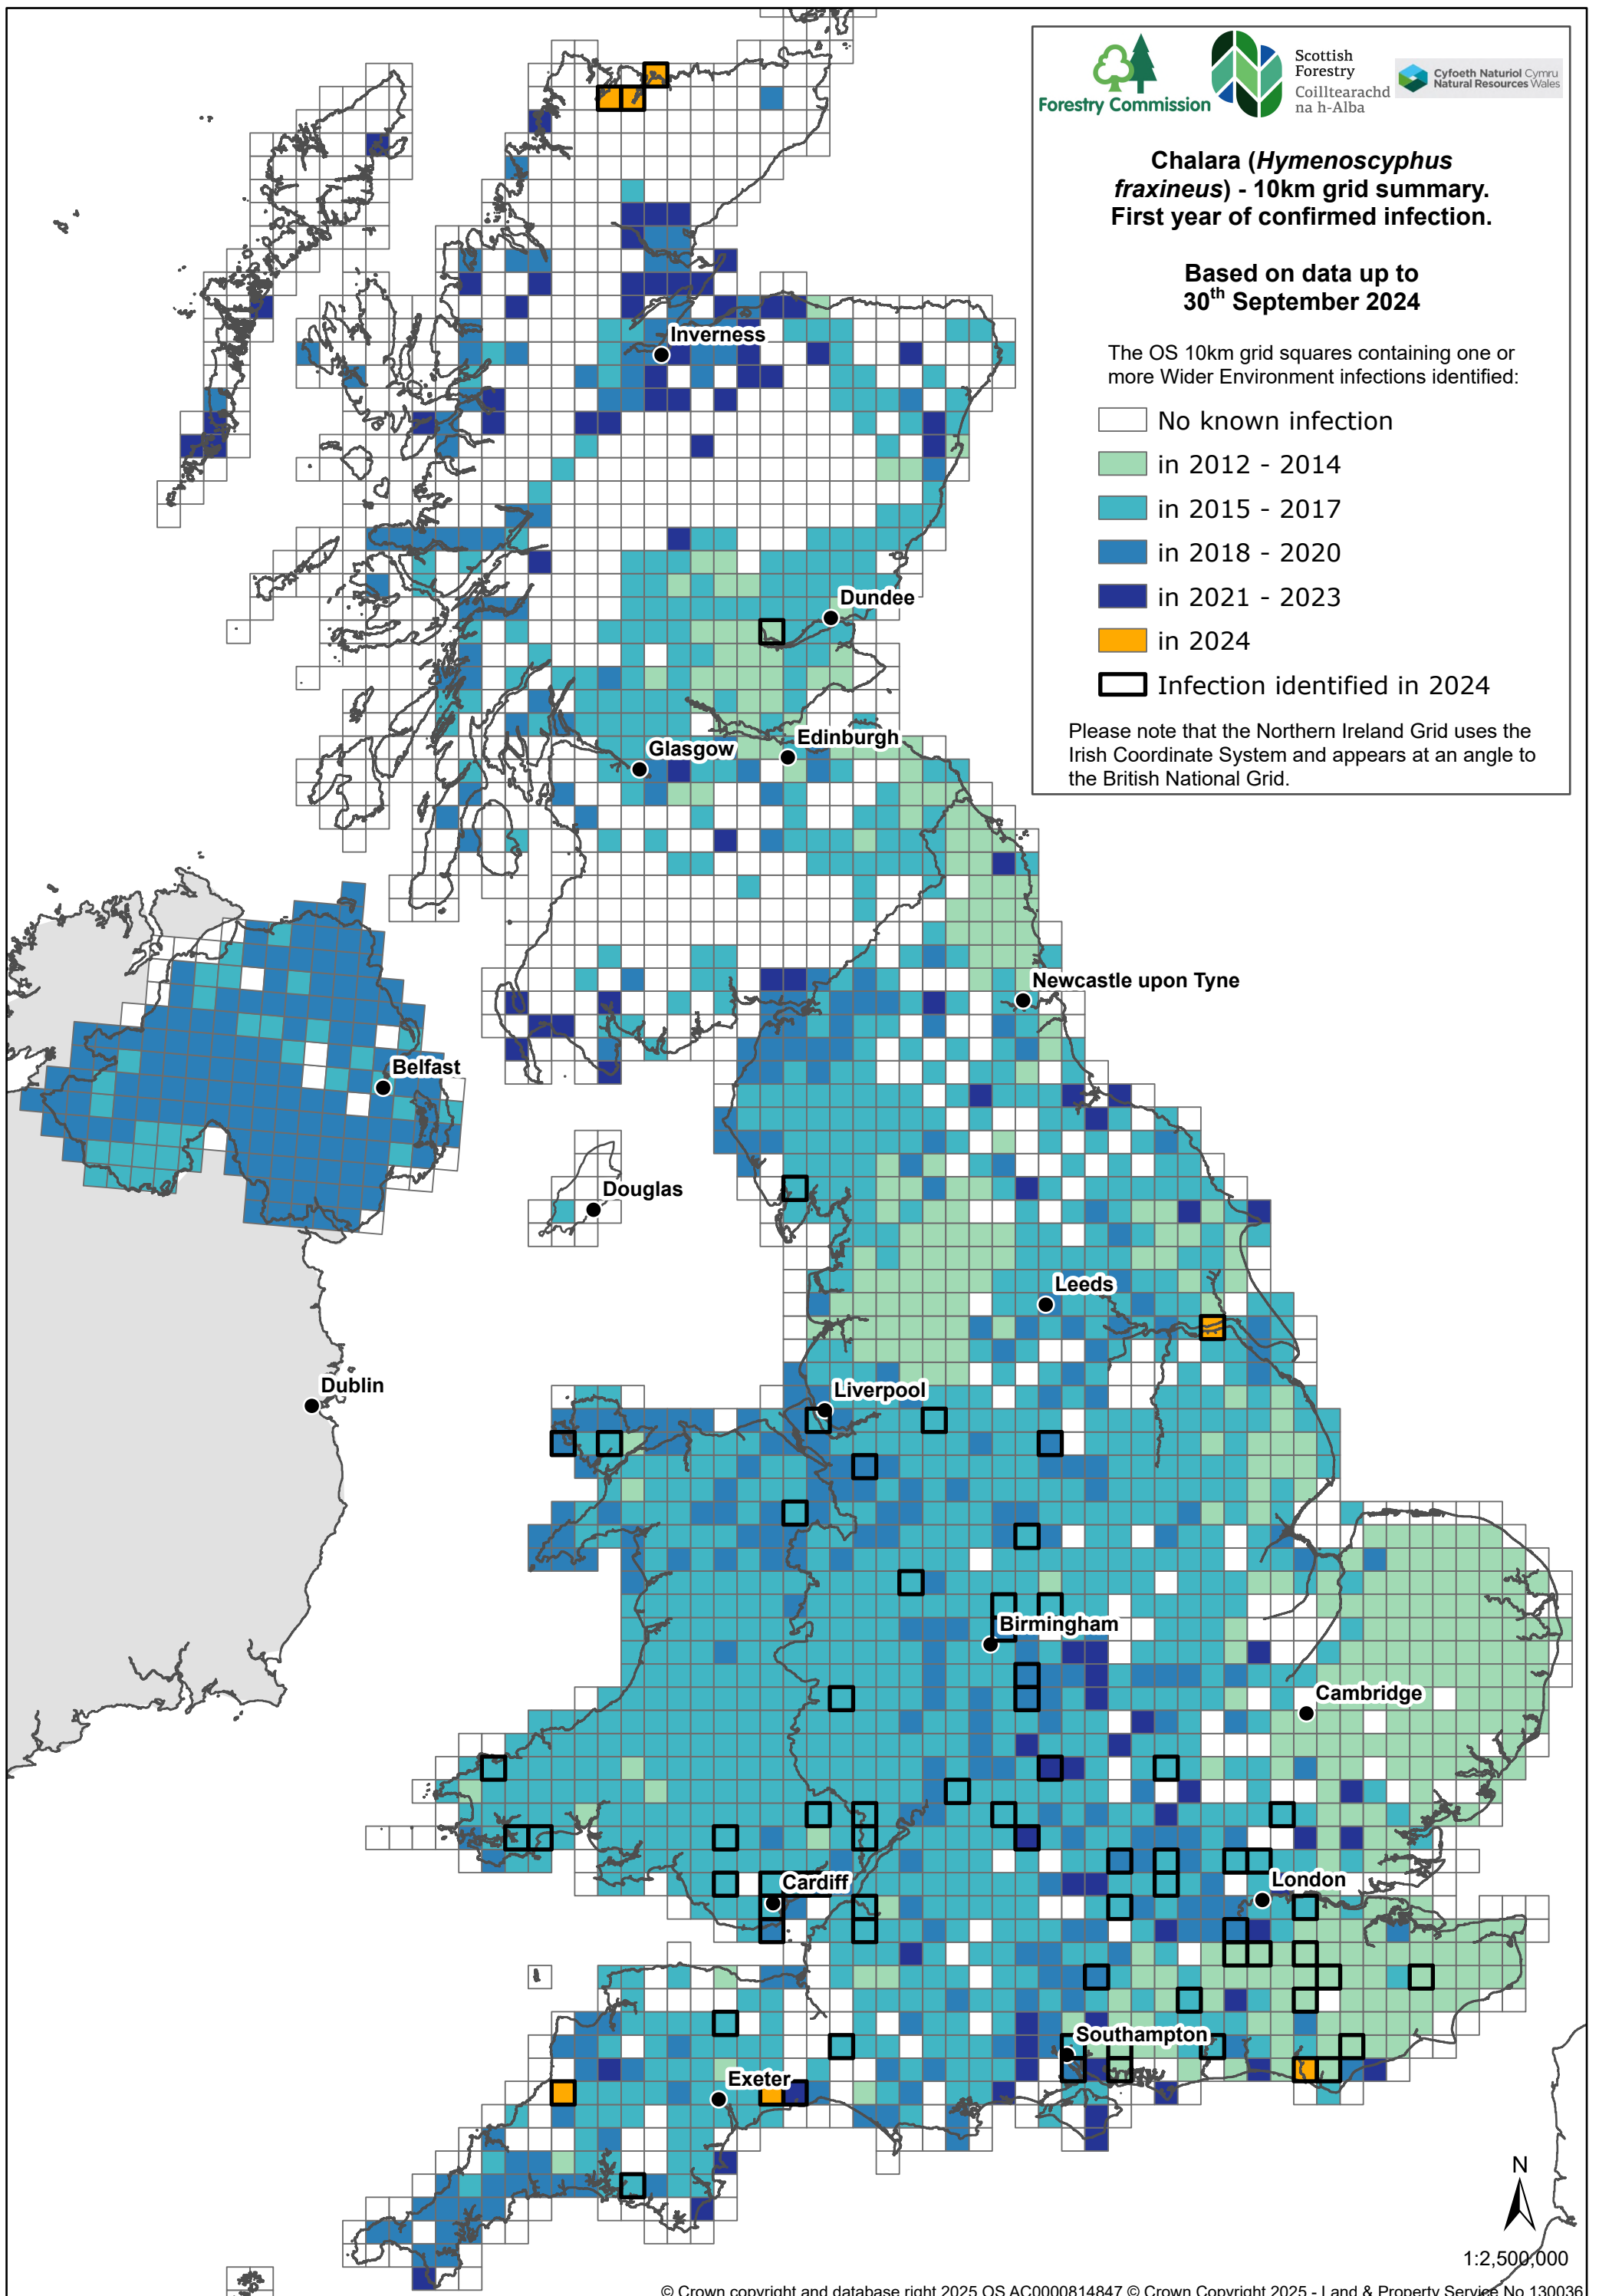 Forestry Commission
Scottish
Forestry
Coilltearachd
na h-Alba
Cyfoeth Naturiol Cymru
Natural Resources Wales
Chalara (Hymenoscyphus
fraxineus) - 10km grid summary.
First year of confirmed infection.
Based on data up to
30th September 2024
The OS 10km grid squares containing one or
more Wider Environment infections identified:
No known infection
in 2012 - 2014
in 2015 - 2017
in 2018 - 2020
in 2021 - 2023
in 2024
Infection identified in 2024
Please note that the Northern Ireland Grid uses the
Irish Coordinate System and appears at an angle to
the British National Grid.
Inverness
Dundee
Edinburgh
Glasgow
Newcastle upon Tyne
Belfast
Douglas
Leeds
Dublin
Liverpool
Birmingham
Cambridge
Cardiff
London
Southampton
Exeter
N
1:2,500,000
© Crown copyright and database right 2025 OS AC0000814847 © Crown Copyright 2025 - Land & Property Service No 130036